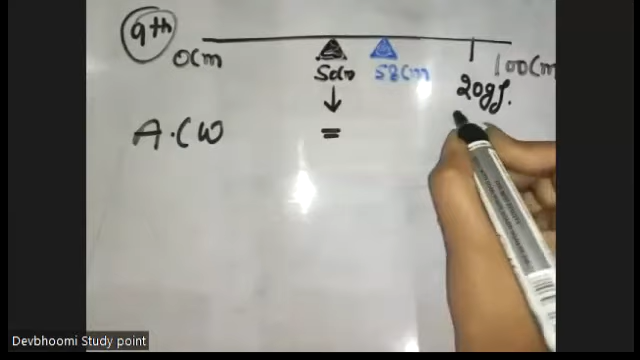 9th
0cm 50cm 58cm 100cm
20gf.
A.CW =
Devbhoomi Study point